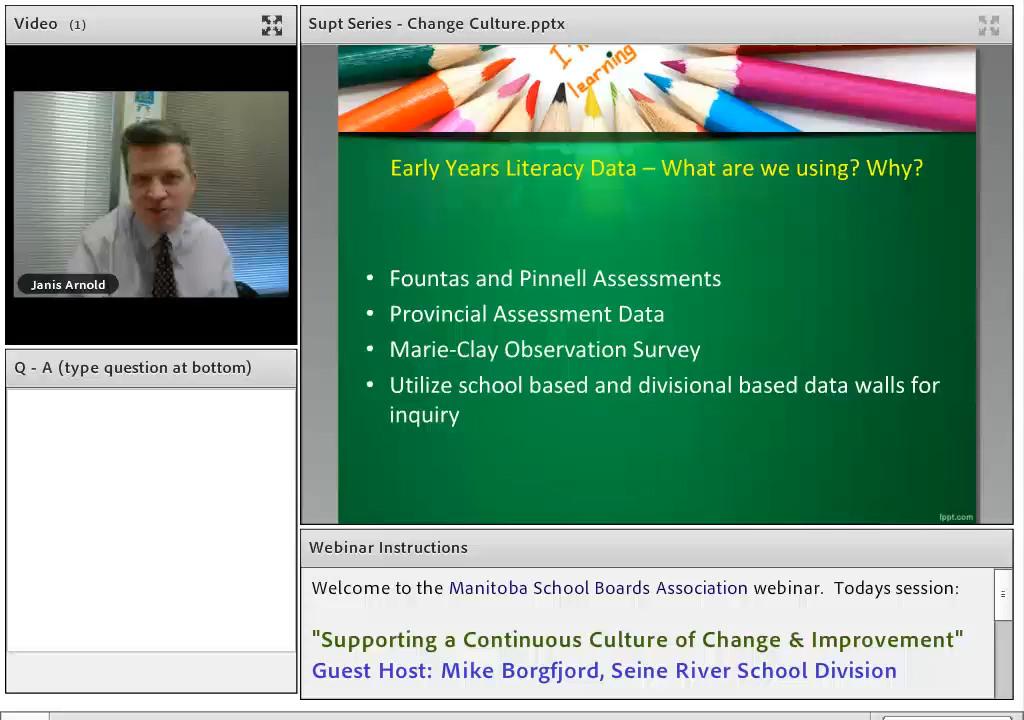 Video (1)
Supt Series - Change Culture.pptx
I'm
learning
Early Years Literacy Data – What are we using? Why?
• Fountas and Pinnell Assessments
• Provincial Assessment Data
• Marie-Clay Observation Survey
• Utilize school based and divisional based data walls for
inquiry
fppt.com
Janis Arnold
Q - A (type question at bottom)
Webinar Instructions
Welcome to the Manitoba School Boards Association webinar. Todays session:
"Supporting a Continuous Culture of Change & Improvement"
Guest Host: Mike Borgfjord, Seine River School Division